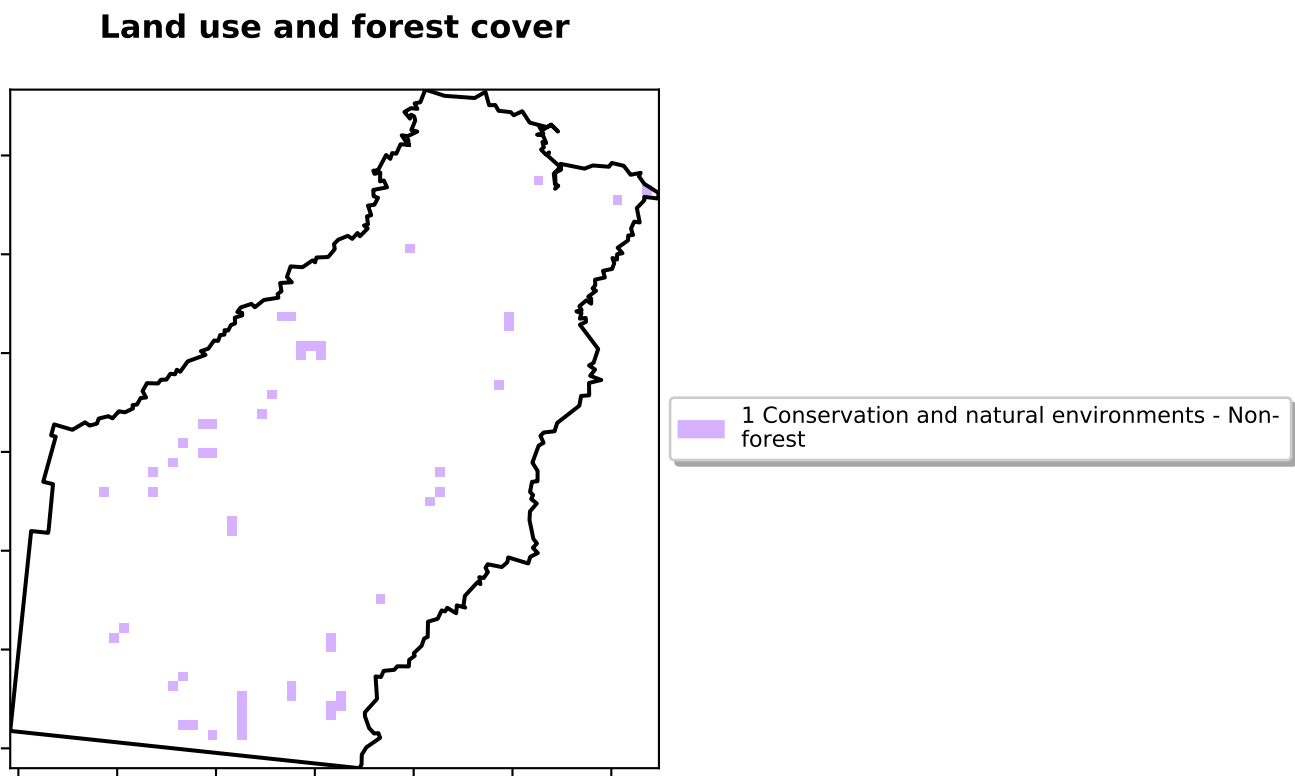 Land use and forest cover
1 Conservation and natural environments - Non-
forest